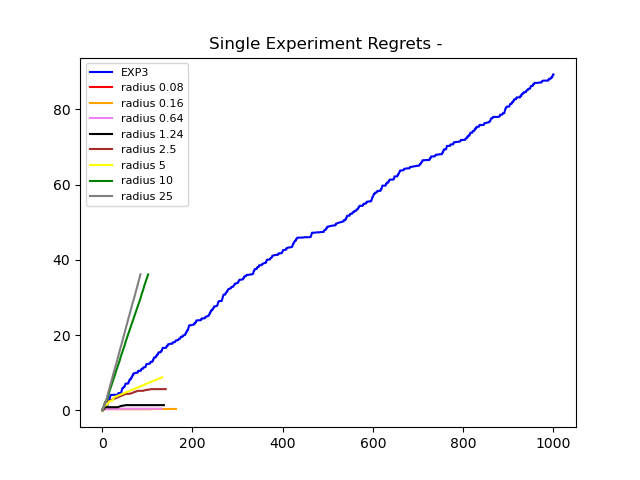 Single Experiment Regrets -
EXP3
radius 0.08
radius 0.16
radius 0.64
radius 1.24
radius 2.5
radius 5
radius 10
radius 25
80
60
40
20
0
0 200 400 600 800 1000